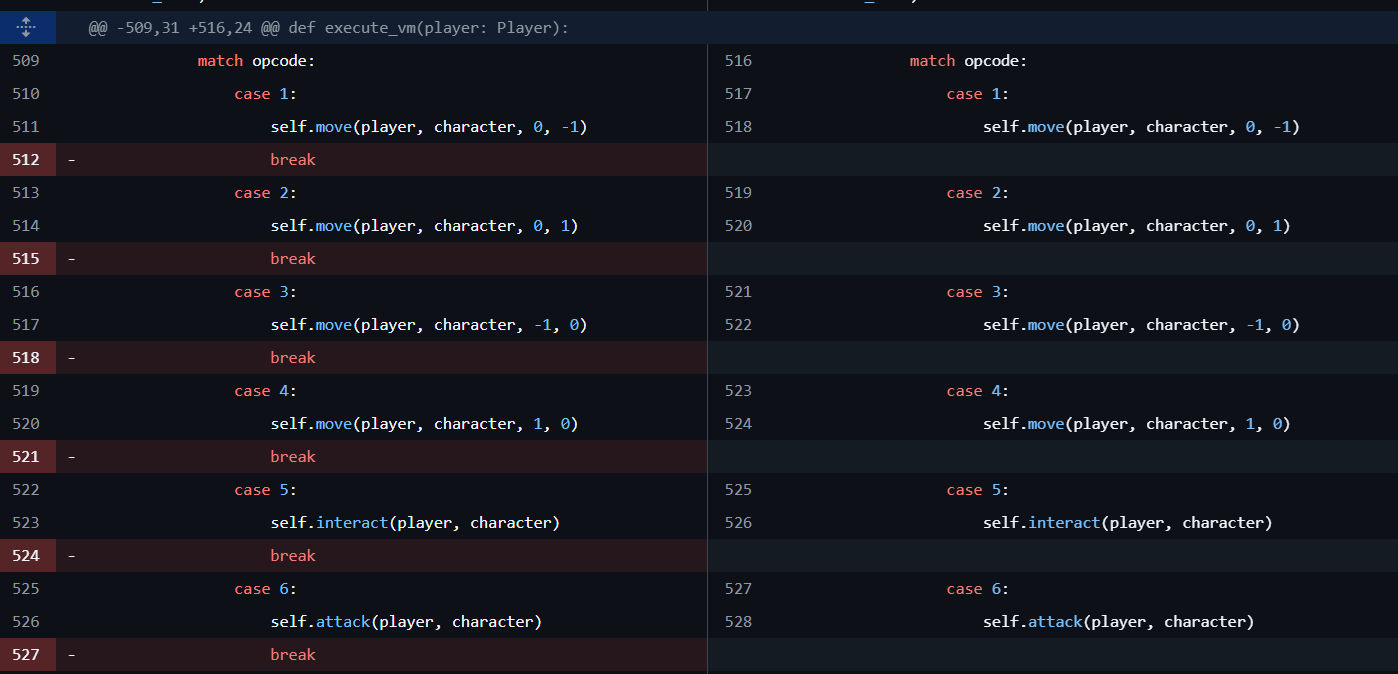 @@ -509,31 +516,24 @@ def execute_vm(player: Player):
509 match opcode: 516 match opcode:
510 case 1: 517 case 1:
511 self.move(player, character, 0, -1) 518 self.move(player, character, 0, -1)
512 - break
513 case 2: 519 case 2:
514 self.move(player, character, 0, 1) 520 self.move(player, character, 0, 1)
515 - break
516 case 3: 521 case 3:
517 self.move(player, character, -1, 0) 522 self.move(player, character, -1, 0)
518 - break
519 case 4: 523 case 4:
520 self.move(player, character, 1, 0) 524 self.move(player, character, 1, 0)
521 - break
522 case 5: 525 case 5:
523 self.interact(player, character) 526 self.interact(player, character)
524 - break
525 case 6: 527 case 6:
526 self.attack(player, character) 528 self.attack(player, character)
527 - break